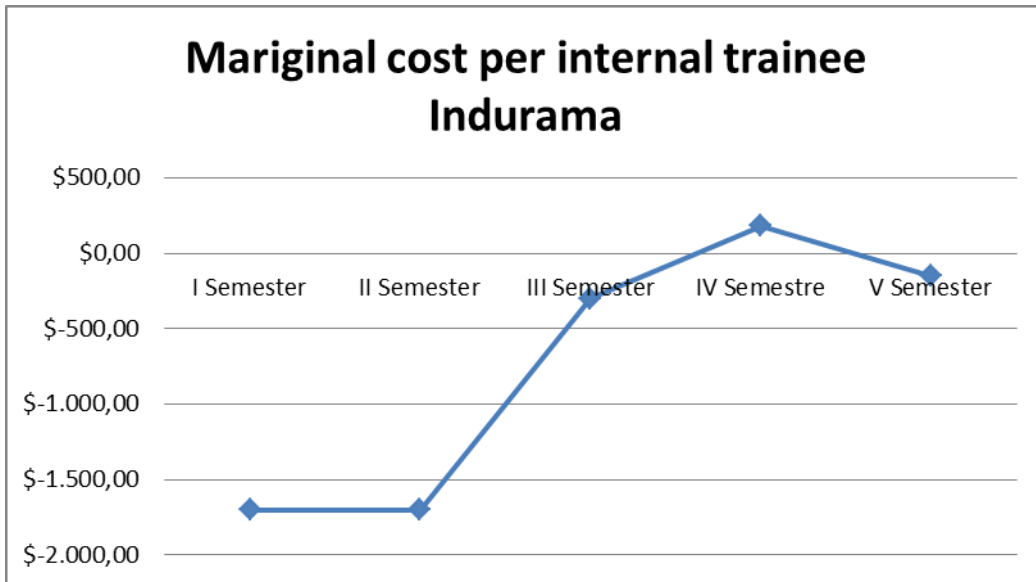 Mariginal cost per internal trainee
Indurama
$500,00
$0,00
I Semester II Semester III Semester IV Semestre V Semester
$-500,00
$-1.000,00
$-1.500,00
$-2.000,00